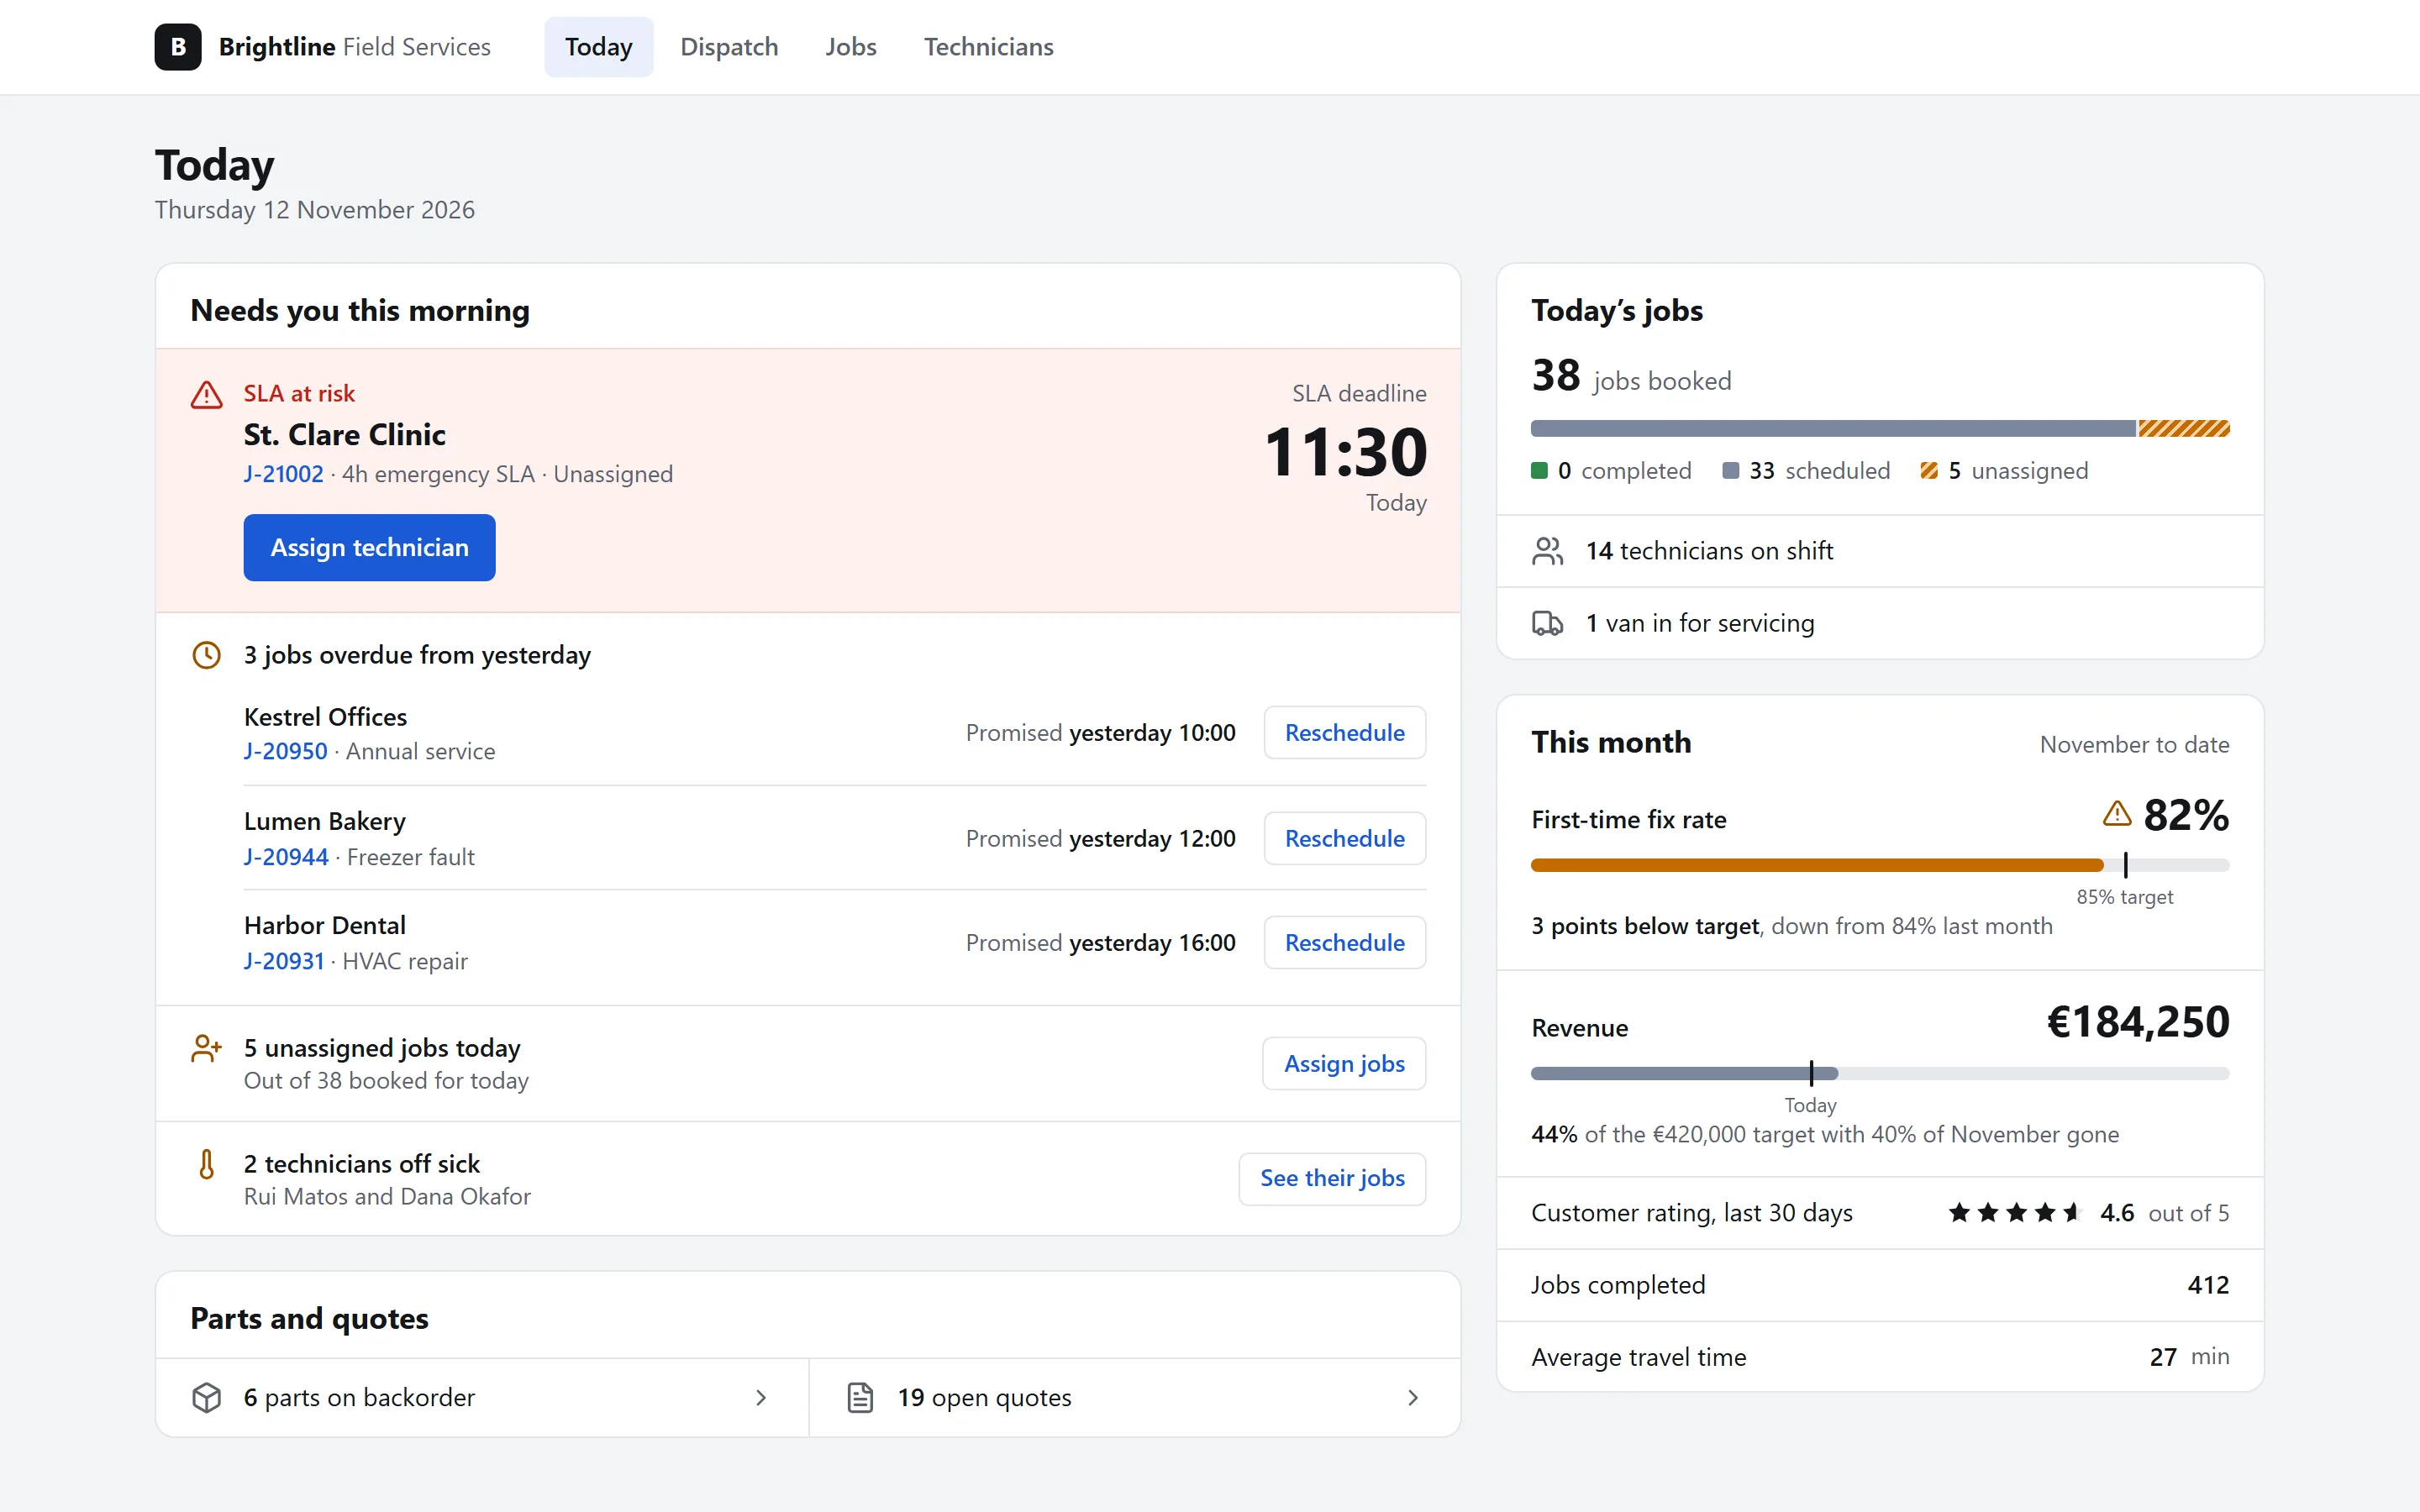 B Brightline Field Services Today Dispatch Jobs Technicians
Today
Thursday 12 November 2026
Needs you this morning
SLA at risk
St. Clare Clinic
J-21002 · 4h emergency SLA · Unassigned
Assign technician
SLA deadline
11:30
Today
3 jobs overdue from yesterday
Kestrel Offices
J-20950 · Annual service
Promised yesterday 10:00 Reschedule
Lumen Bakery
J-20944 · Freezer fault
Promised yesterday 12:00 Reschedule
Harbor Dental
J-20931 · HVAC repair
Promised yesterday 16:00 Reschedule
5 unassigned jobs today
Out of 38 booked for today
Assign jobs
2 technicians off sick
Rui Matos and Dana Okafor
See their jobs
Parts and quotes
6 parts on backorder
19 open quotes
Today’s jobs
38 jobs booked
0 completed 33 scheduled 5 unassigned
14 technicians on shift
1 van in for servicing
This month November to date
First-time fix rate 82%
85% target
3 points below target, down from 84% last month
Revenue €184,250
Today
44% of the €420,000 target with 40% of November gone
Customer rating, last 30 days 4.6 out of 5
Jobs completed 412
Average travel time 27 min